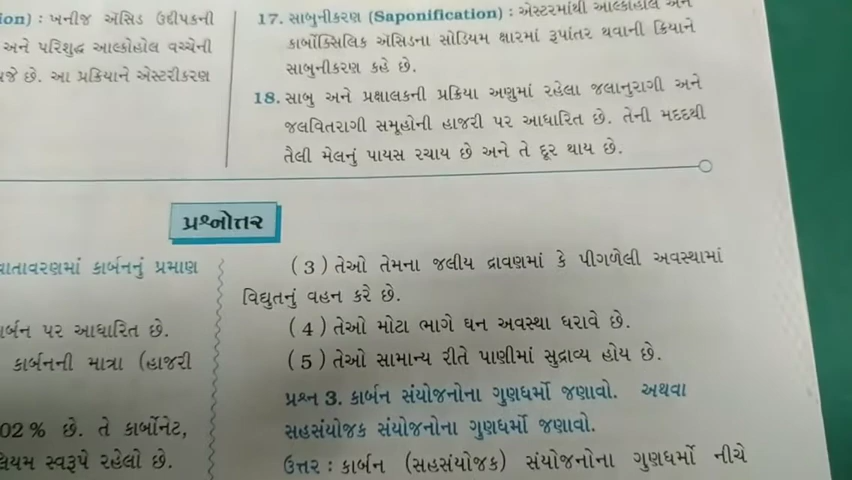 ion) : ખનીજ ઍસિડ ઉદ્દીપકની
અને પરિશુદ્ધ આલ્કોહોલ વચ્ચેની
જે છે. આ પ્રક્રિયાને એસ્ટરીકરણ
17. સાબુનીકરણ (Saponification) : એસ્ટરમાંથી આલ્કોહોલ અને
કાર્બોક્સિલિક ઍસિડના સોડિયમ ક્ષારમાં રૂપાંતર થવાની ક્રિયાને
સાબુનીકરણ કહે છે.
18. સાબુ અને પ્રક્ષાલકની પ્રક્રિયા અણુમાં રહેલા જલાનુરાગી અને
જલવિતરાગી સમૂહોની હાજરી પર આધારિત છે. તેની મદદથી
તૈલી મેલનું પાયસ રચાય છે અને તે દૂર થાય છે.
પ્રશ્નોત્તર
વાતાવરણમાં કાર્બનનું પ્રમાણ
કાર્બન પર આધારિત છે.
કાર્બનની માત્રા (હાજરી
02 % છે. તે કાર્બોનેટ,
સ્વરૂપે રહેલો છે.
(3) તેઓ તેમના જલીય દ્રાવણમાં કે પીગળેલી અવસ્થામાં
વિદ્યુતનું વહન કરે છે.
(4) તેઓ મોટા ભાગે ઘન અવસ્થા ધરાવે છે.
(5) તેઓ સામાન્ય રીતે પાણીમાં સુદ્રાવ્ય હોય છે.
પ્રશ્ન 3. કાર્બન સંયોજનોના ગુણધર્મો જણાવો. અથવા
સહસંયોજક સંયોજનોના ગુણધર્મો જણાવો.
ઉત્તર : કાર્બન (સહસંયોજક) સંયોજનોના ગુણધર્મો નીચે